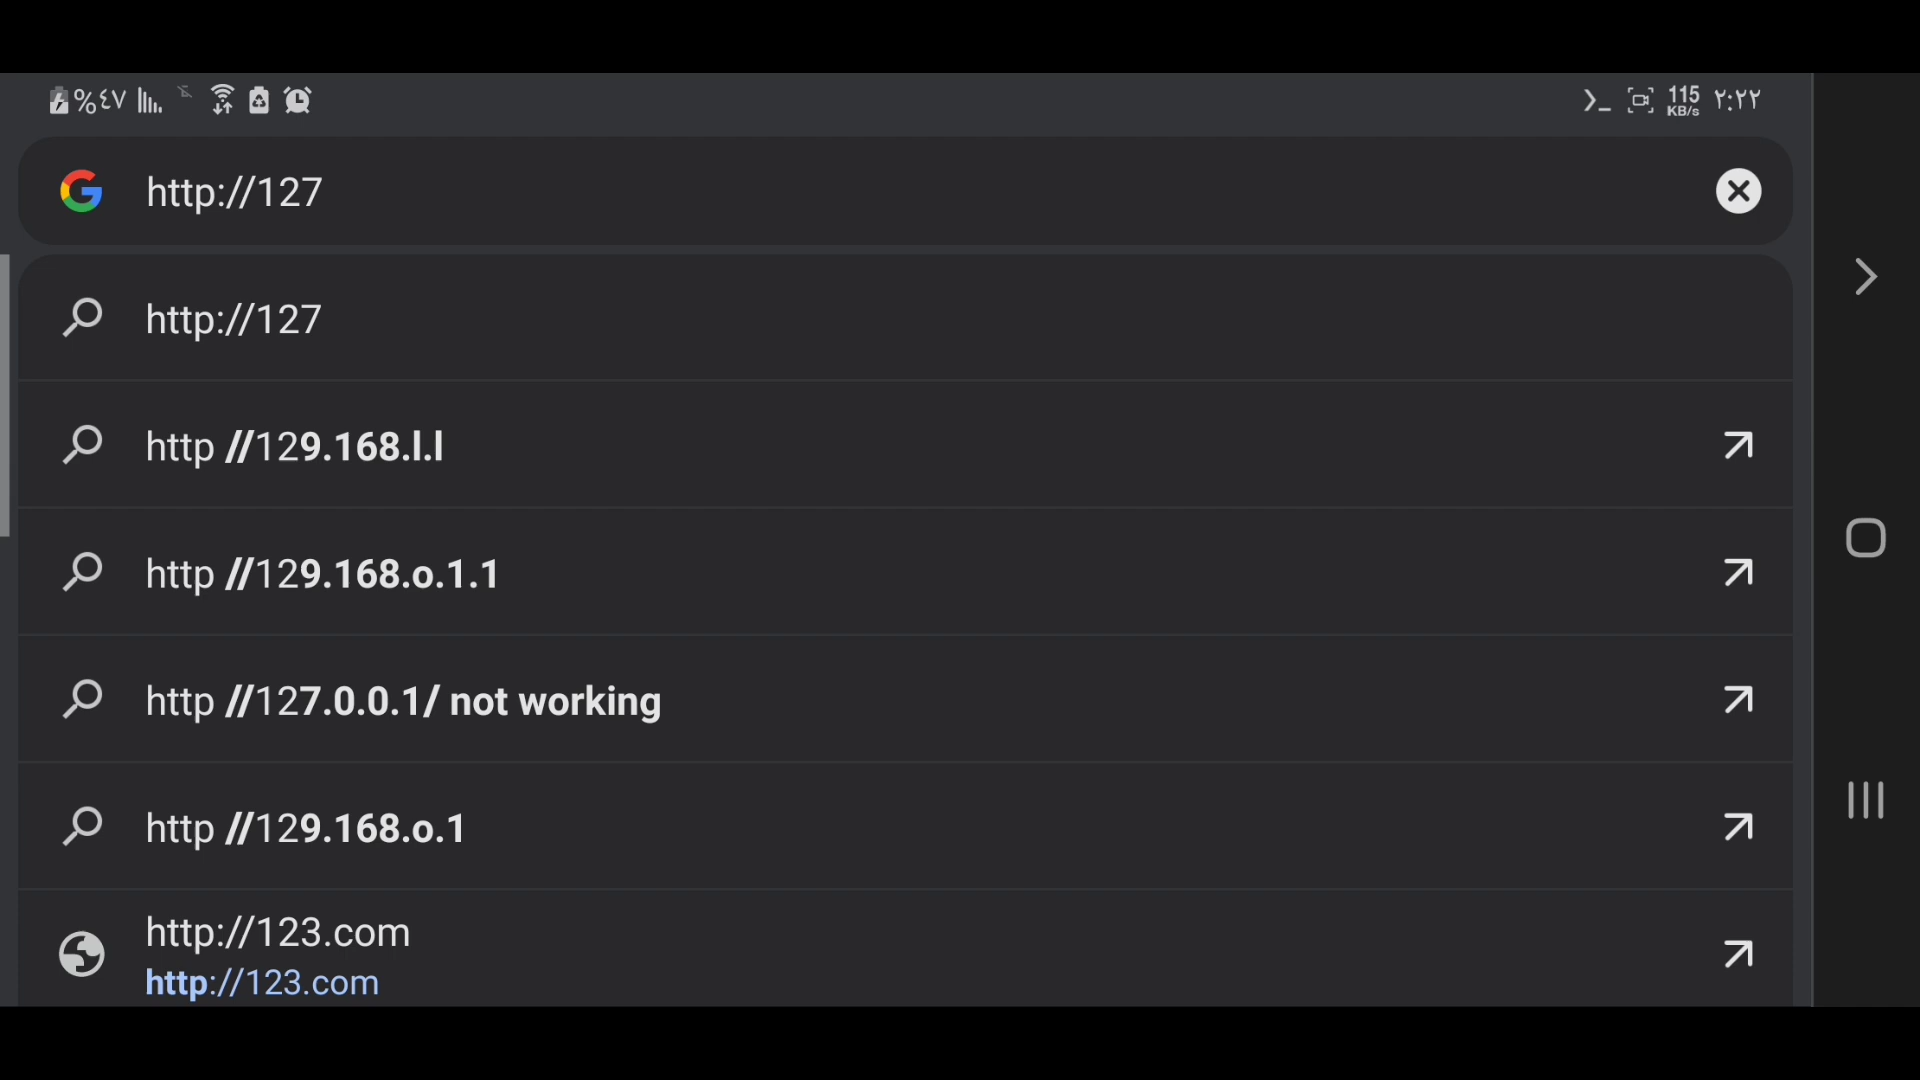 %٤٧
115
KB/s
٢:٢٢
http://127
http://127
http //129.168.l.l
http //129.168.o.1.1
http //127.0.0.1/ not working
http //129.168.o.1
http://123.com
http://123.com